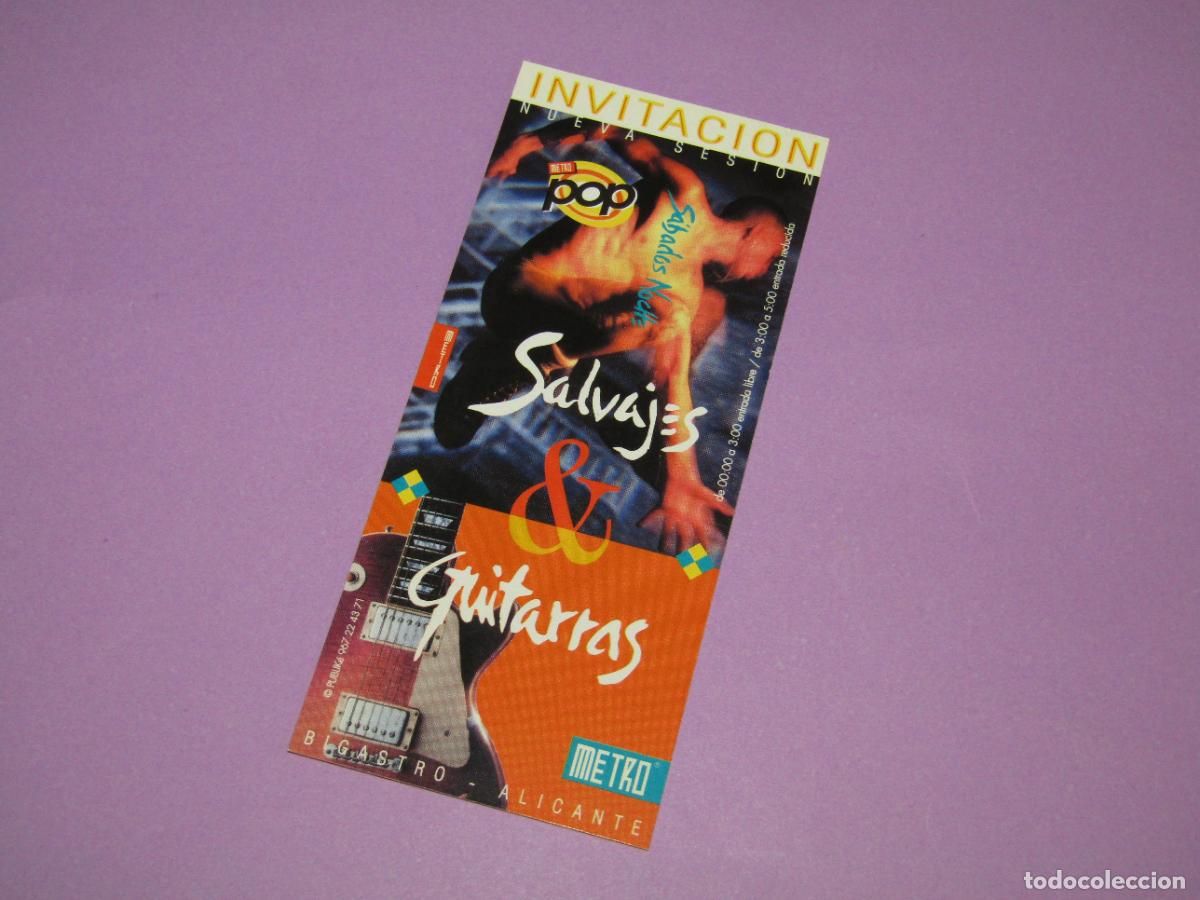 INVITACION
NUEVA SESION
METRO
pop
Sábados Noche
de 00:00 a 3:00 entrada libre / de 3:00 a 5:00 entrada reducida
Salvajes
&
Guitarras
© PUBLIKé 967 22 43 71
METRO
BIGASTRO - ALICANTE
todocoleccion